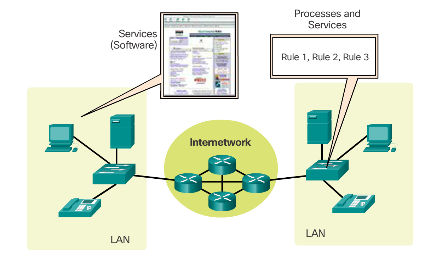 Services
(Software)
Processes and
Services
Rule 1, Rule 2, Rule 3
Internetwork
LAN
LAN